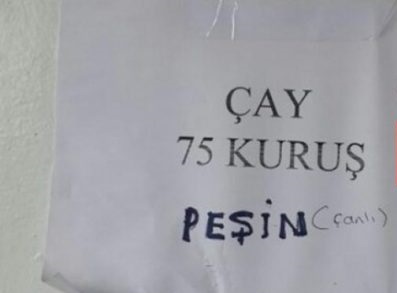 ÇAY
75 KURUŞ
PEŞİN (Çanlı)